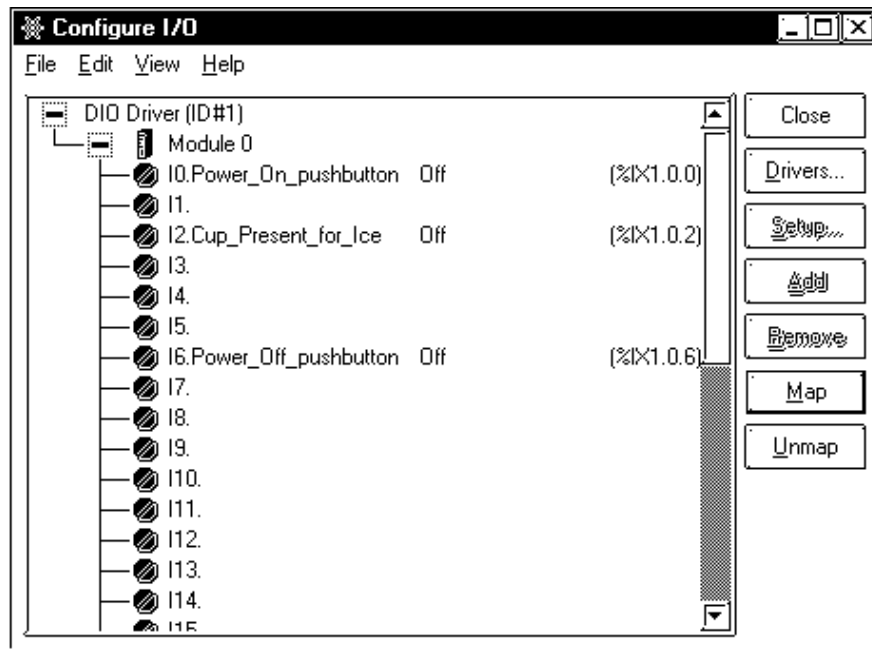 Configure I/O
File Edit View Help
DIO Driver (ID#1)
Module 0
I0.Power_On_pushbutton Off (%IX1.0.0)
I1.
I2.Cup_Present_for_Ice Off (%IX1.0.2)
I3.
I4.
I5.
I6.Power_Off_pushbutton Off (%IX1.0.6)
I7.
I8.
I9.
I10.
I11.
I12.
I13.
I14.
I15
Close
Drivers...
Setup...
Add
Remove
Map
Unmap